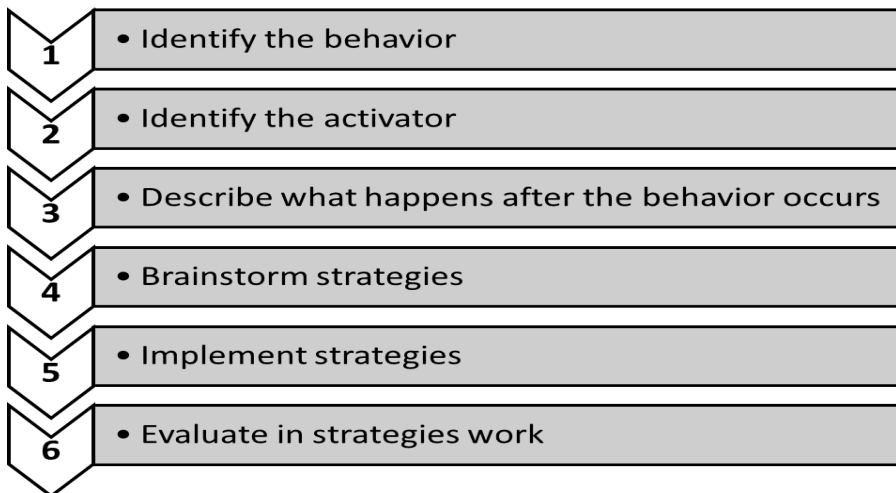 1 • Identify the behavior
2 • Identify the activator
3 • Describe what happens after the behavior occurs
4 • Brainstorm strategies
5 • Implement strategies
6 • Evaluate in strategies work